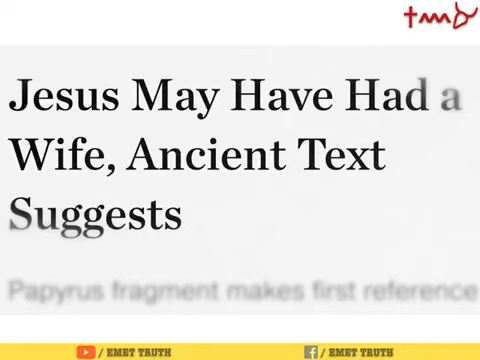 Jesus May Have Had a
Wife, Ancient Text
Suggests
Papyrus fragment makes first reference
/ EMET TRUTH
/ EMET TRUTH